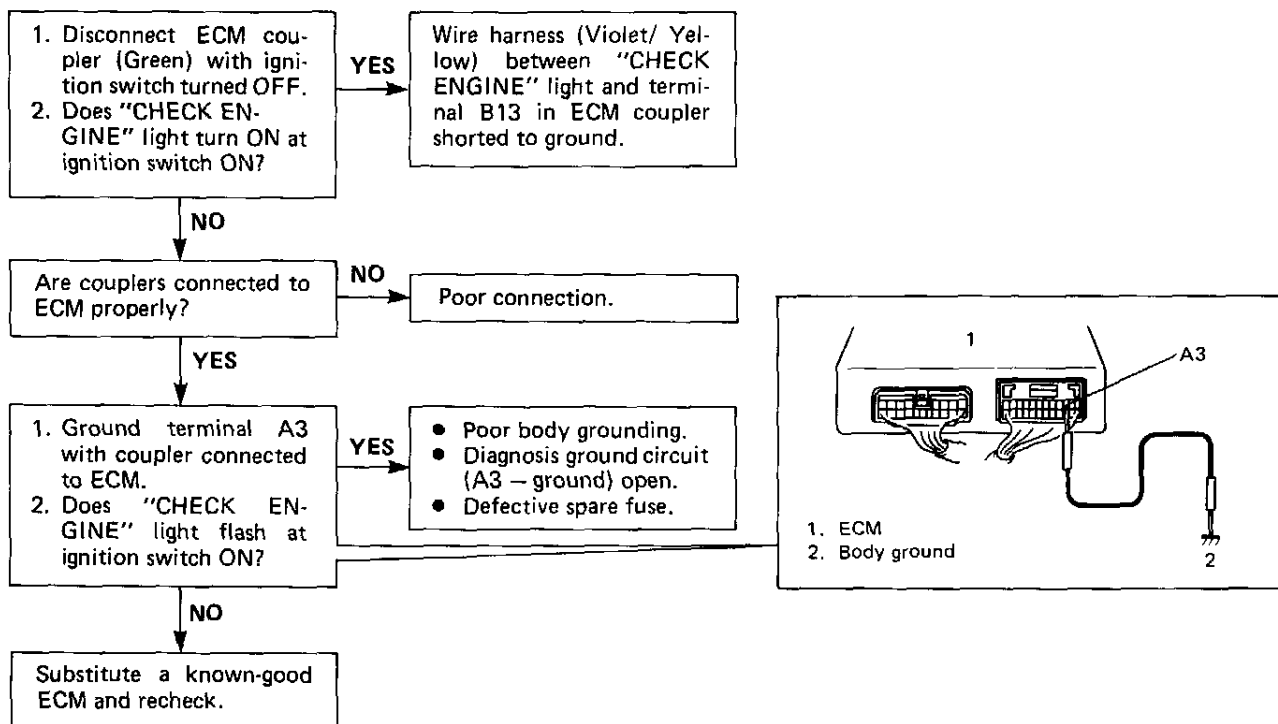 1. Disconnect ECM cou-
pler (Green) with igni-
tion switch turned OFF.
2. Does "CHECK EN-
GINE" light turn ON at
ignition switch ON?
YES
Wire harness (Violet/ Yel-
low) between "CHECK
ENGINE" light and termi-
nal B13 in ECM coupler
shorted to ground.
NO
Are couplers connected to
ECM properly?
NO
Poor connection.
YES
1. Ground terminal A3
with coupler connected
to ECM.
2. Does "CHECK EN-
GINE" light flash at
ignition switch ON?
YES
● Poor body grounding.
● Diagnosis ground circuit
(A3 – ground) open.
● Defective spare fuse.
1
A3
1. ECM
2. Body ground
2
NO
Substitute a known-good
ECM and recheck.